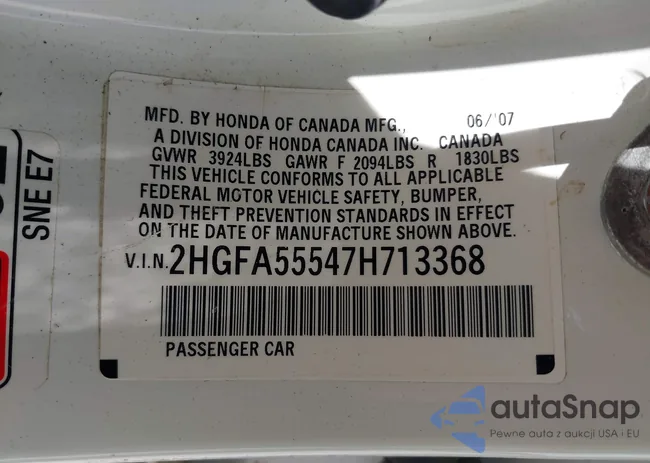 MFD. BY HONDA OF CANADA MFG., 06/'07
A DIVISION OF HONDA CANADA INC. CANADA
GVWR 3924LBS GAWR F 2094LBS R 1830LBS
THIS VEHICLE CONFORMS TO ALL APPLICABLE
FEDERAL MOTOR VEHICLE SAFETY, BUMPER,
AND THEFT PREVENTION STANDARDS IN EFFECT
ON THE DATE OF MANUFACTURE SHOWN ABOVE.
V.I.N.2HGFA55547H713368
PASSENGER CAR
SNE E7
autaSnap
Pewne auta z aukcji USA i EU